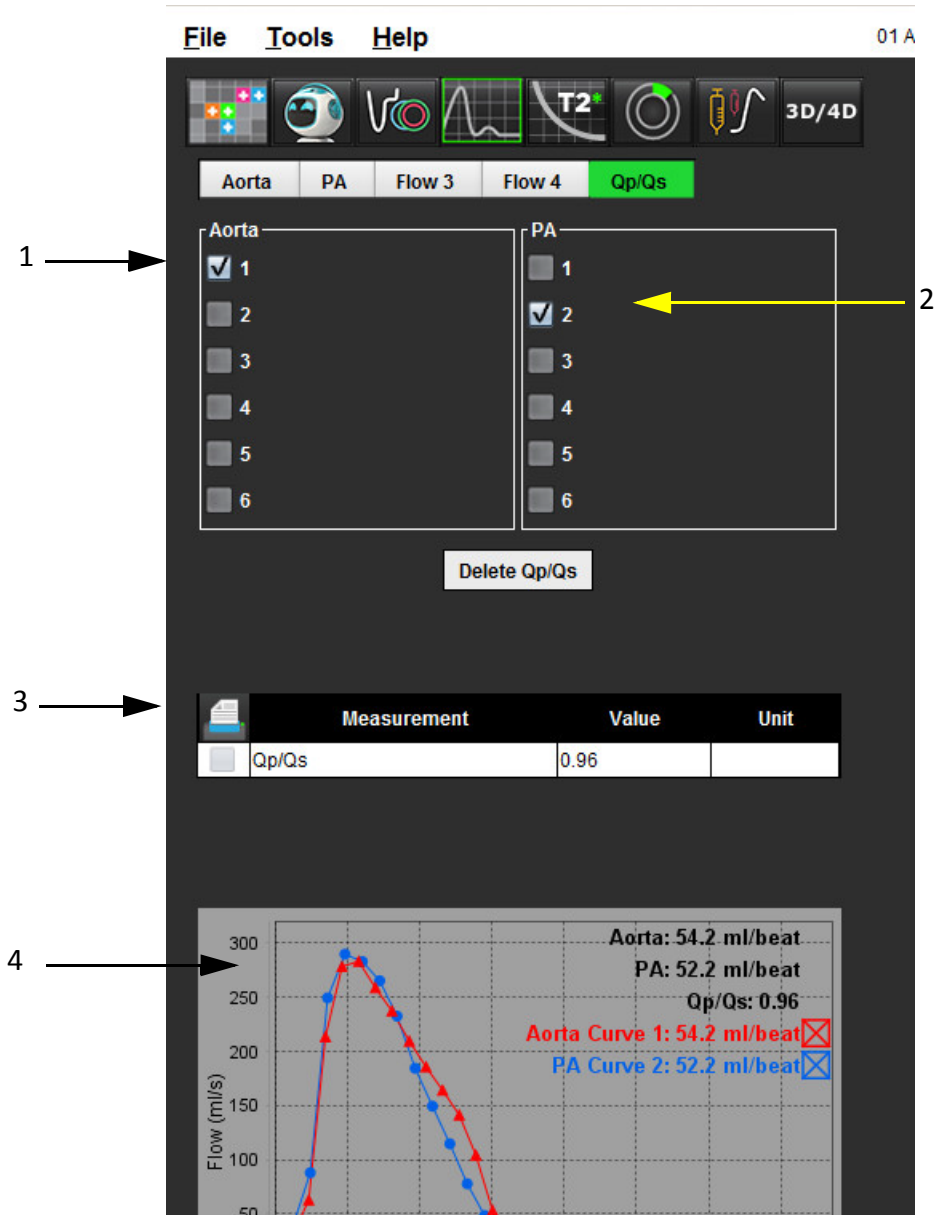 File Tools Help 01 A
T2* 3D/4D
Aorta PA Flow 3 Flow 4 Qp/Qs
Aorta PA
1 1 1
2 2 2
3 3
4 4
5 5
6 6
Delete Qp/Qs
3
Measurement Value Unit
Qp/Qs 0.96
4
300
250
200
150
100
50
Flow (ml/s)
Aorta: 54.2 ml/beat
PA: 52.2 ml/beat
Qp/Qs: 0.96
Aorta Curve 1: 54.2 ml/beat
PA Curve 2: 52.2 ml/beat